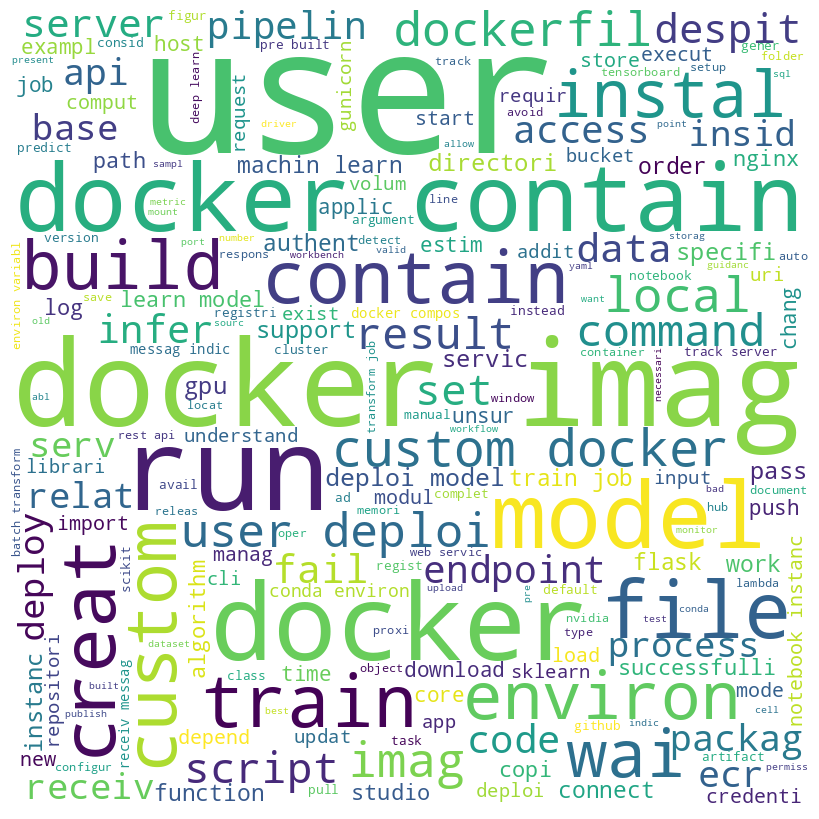 server
figur
pipelin
dockerfil
despit
present
consid
pre built
user
track
store
execut
gener
folder
exampl
host
tensorboard
setup
sql
job
api
deep learn
request
gunicorn
instal
comput
start
requir
avoid
base
driver
access
point
insid
predict
allow
path
sampl
machin learn
directori
bucket
order
nginx
docker contain
metric
mount
volum
applic
argument
line
version
port
number
authent
detect
valid
estim
addit
data
specifi
storag
auto
build
respons
workbench
contain
yaml
guidanc
uri
environ variabl
log
save
learn model
registri
sourc
exist
docker compos
instead
local
notebook
want
chang
old
infer
support
result
command
messag indic
cluster
transform job
servic
container
track server
docker imag
abl
gpu
locat
set
manual
window
unsur
necessari
workflow
serv
rest api
understand
custom docker
librari
run
avail
deploi model
train job
input
pass
document
batch transform
relat
releas
ad
memori
modul
complet
model
bad
hub
push
import
user deploi
oper
monitor
deploy
scikit
manag
web servic
regist
endpoint
fail
flask
work
creat
custom
cli
conda environ
upload
pre
default
lambda
algorithm
docker
proxi
nvidia
type
test
conda
file
repositori
instanc
dataset
process
notebook instanc
class
time
object
download
sklearn
load
successfulli
built
receiv messag
publish
best
train
core
environ
mode
cell
new
depend
updat
app
task
github
indic
code
packag
configur
script
imag
wai
artifact
permiss
receiv
function
pull
studio
copi
deploi
connect
ecr
credenti